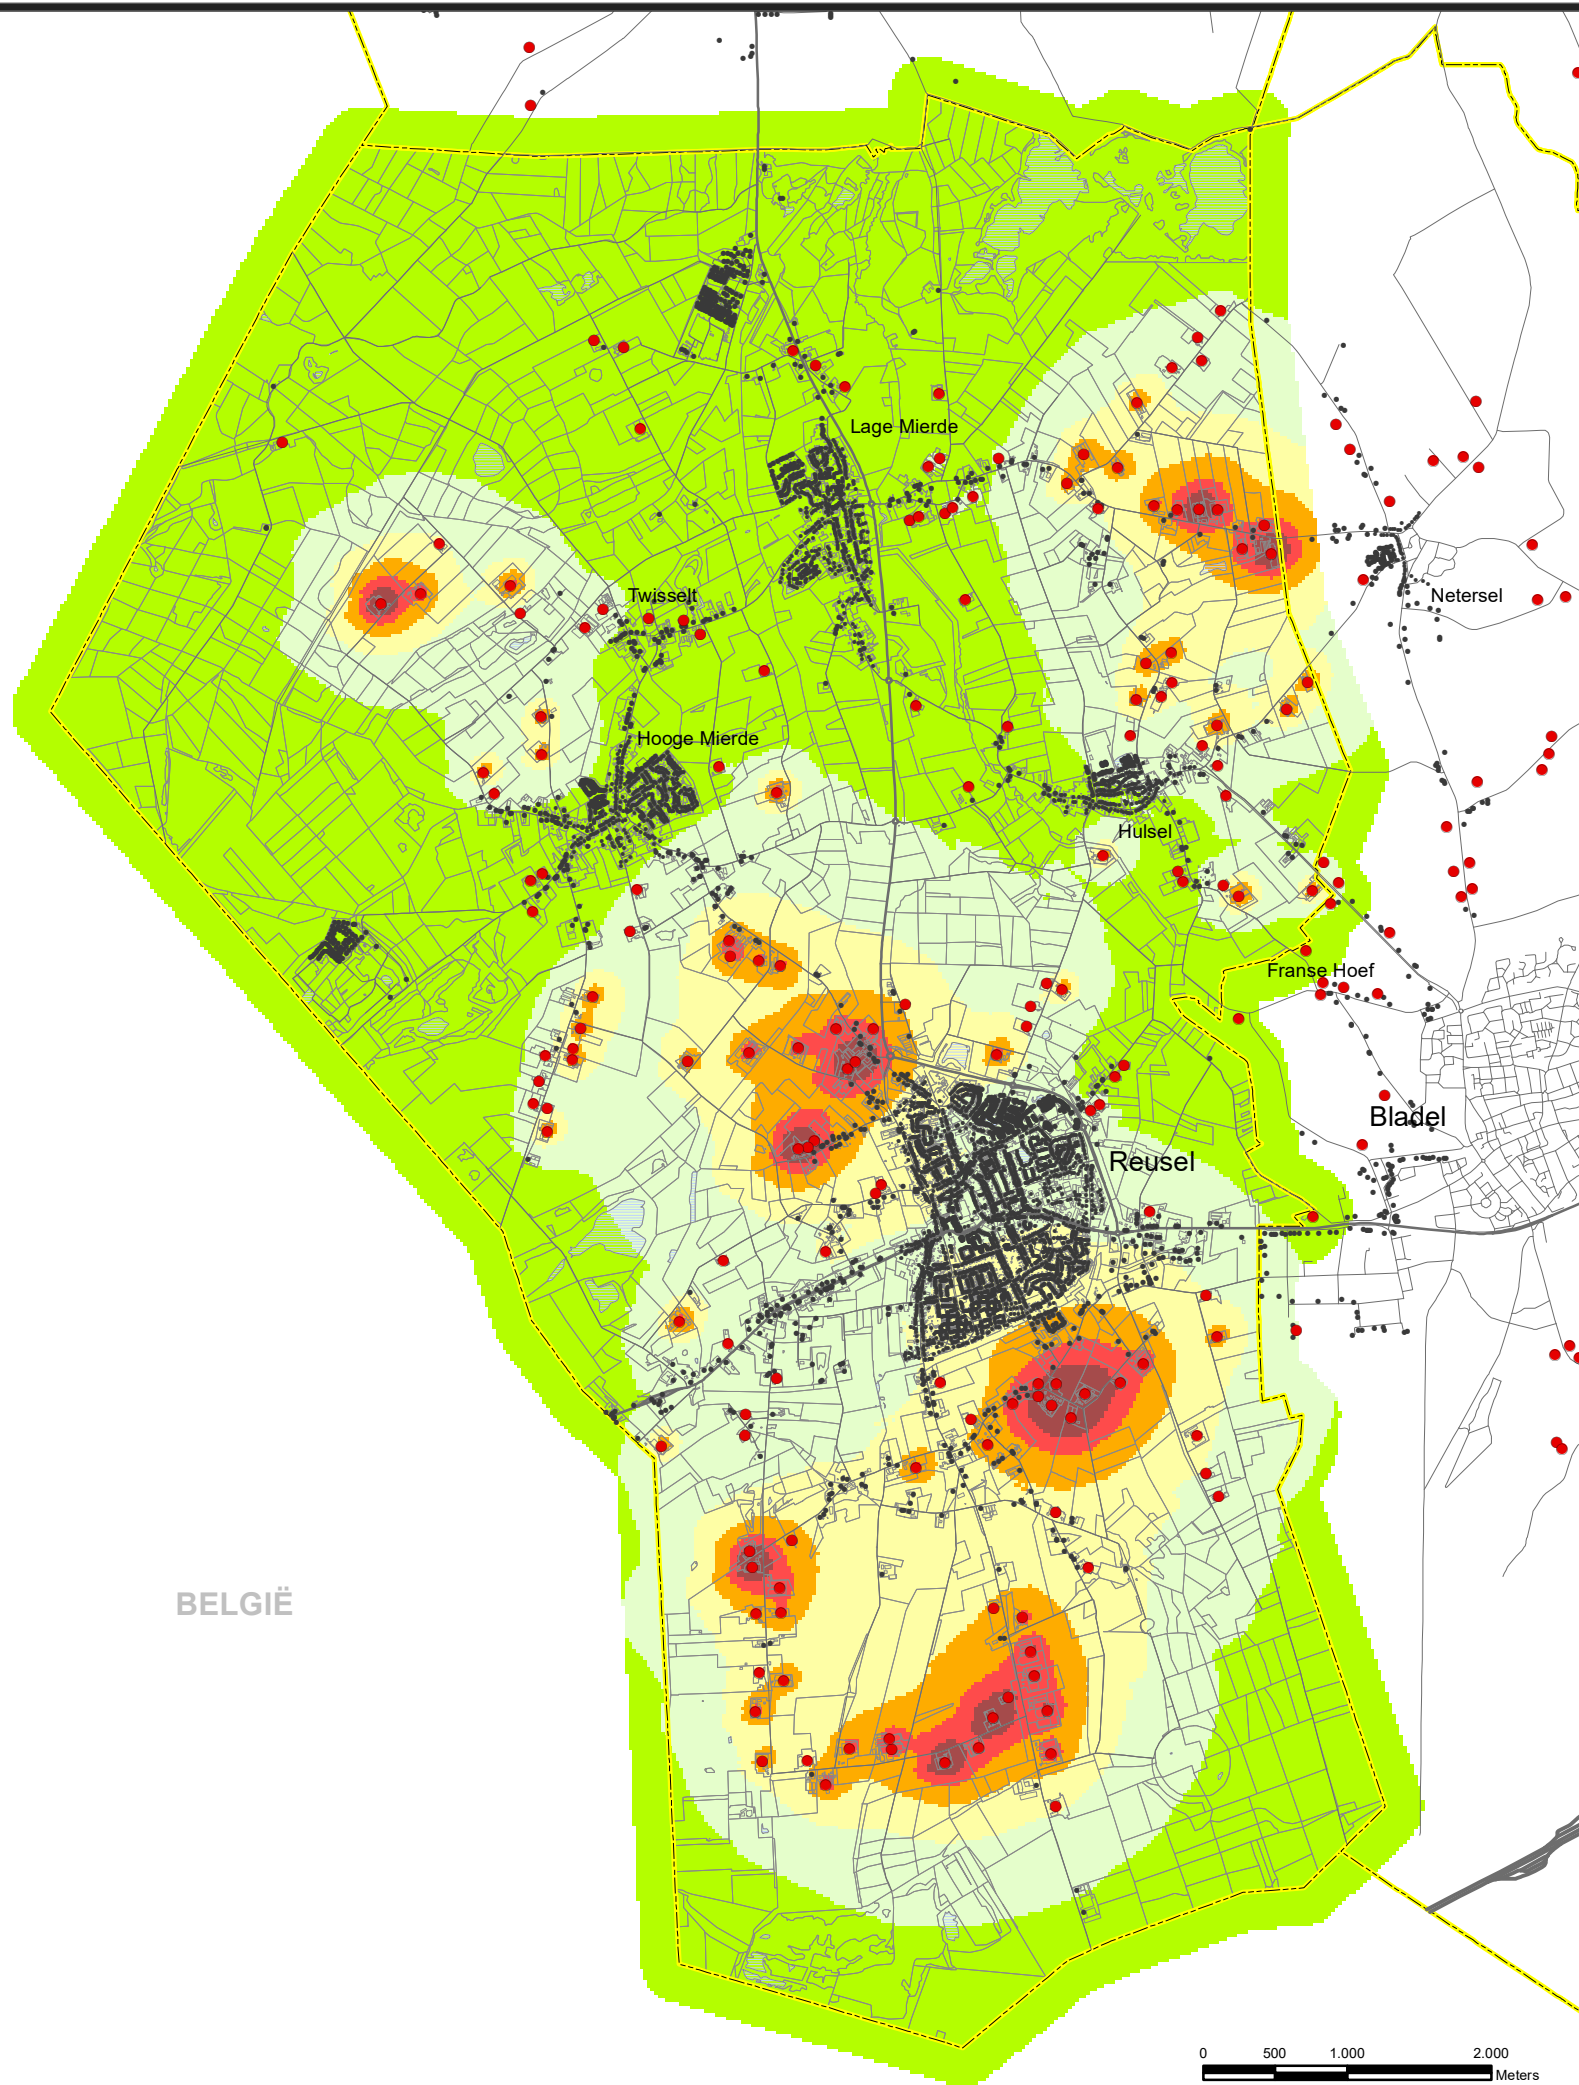 Lage Mierde
Twisselt
Netersel
Hooge Mierde
Hulsel
Franse Hoef
Bladel
Reusel
BELGIË
0 500 1.000 2.000
Meters